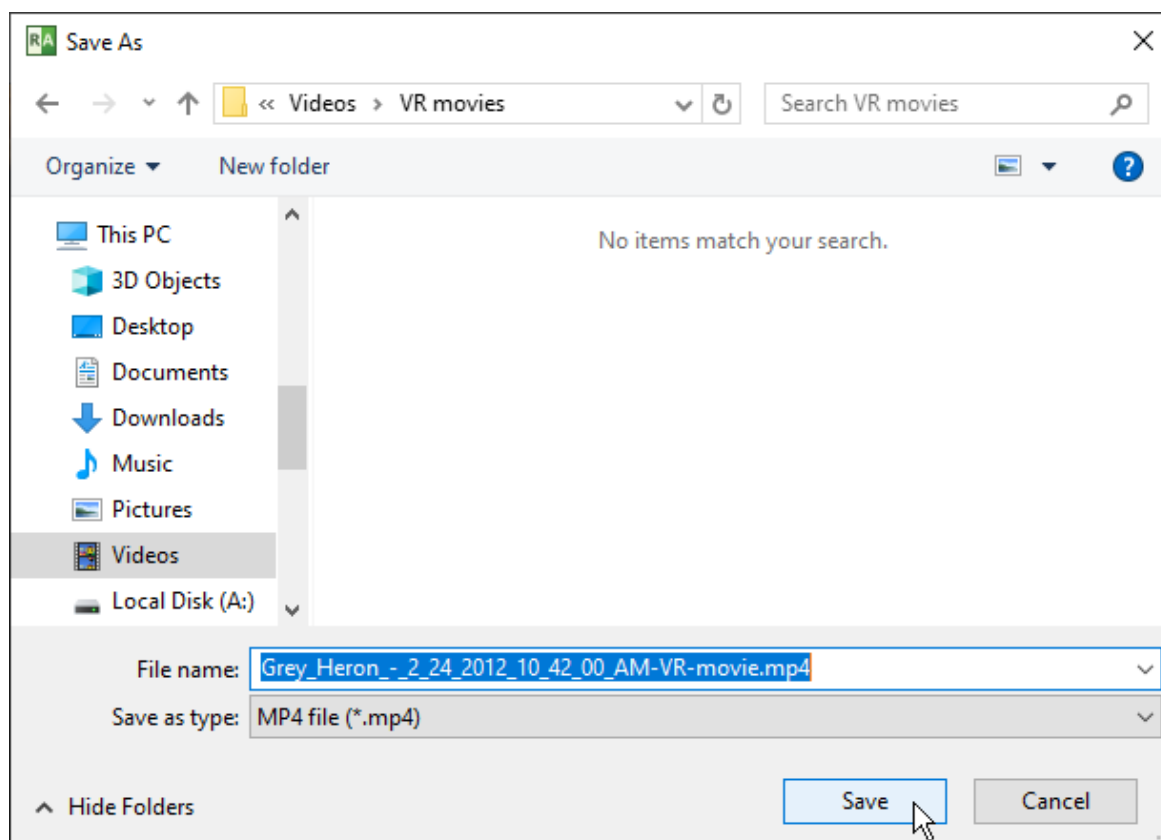 RA Save As
« Videos > VR movies
Search VR movies
Organize
New folder
?
This PC
3D Objects
Desktop
Documents
Downloads
Music
Pictures
Videos
Local Disk (A:)
No items match your search.
File name: Grey_Heron_-_2_24_2012_10_42_00_AM-VR-movie.mp4
Save as type: MP4 file (*.mp4)
Hide Folders
Save
Cancel